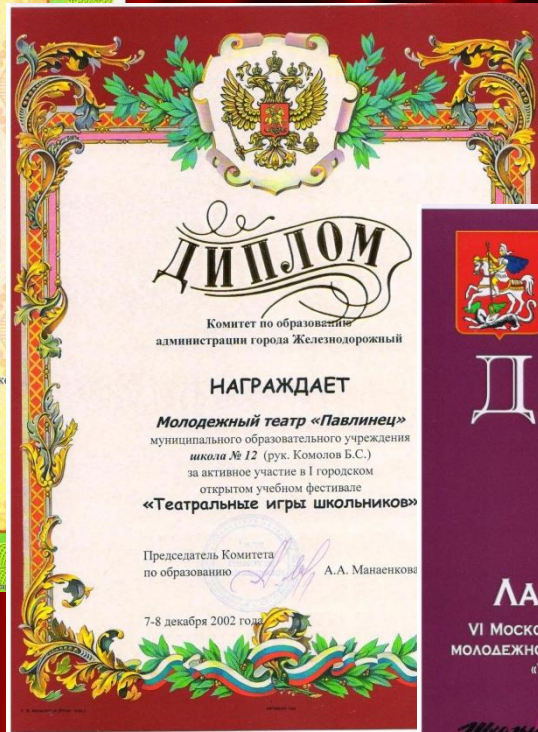 ДИПЛОМ
Комитет по образованию
администрации города Железнодорожный
НАГРАЖДАЕТ
Молодежный театр «Павлинец»
муниципального образовательного учреждения
школа № 12 (рук. Комолов Б.С.)
за активное участие в I городском
открытом учебном фестивале
«Театральные игры школьников»
Председатель Комитета
по образованию А.А. Манаенкова
7-8 декабря 2002 года
Д
ЛА
VI МОСКО
МОЛОДЕЖНО